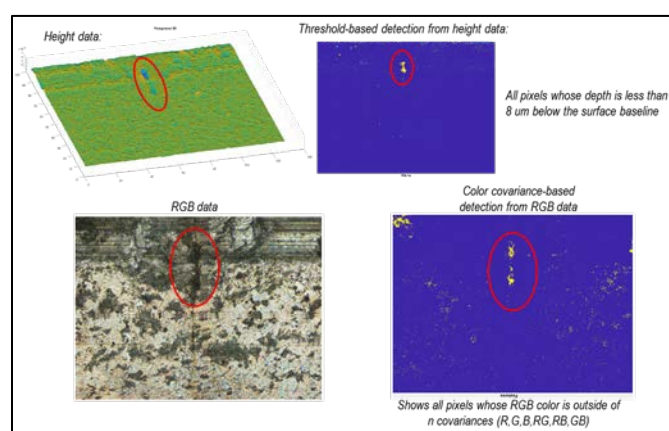 Height data:
Threshold-based detection from height data:
All pixels whose depth is less than
8 um below the surface baseline
RGB data
Color covariance-based
detection from RGB data
Shows all pixels whose RGB color is outside of
n covariances (R,G,B,RG,RB,GB)